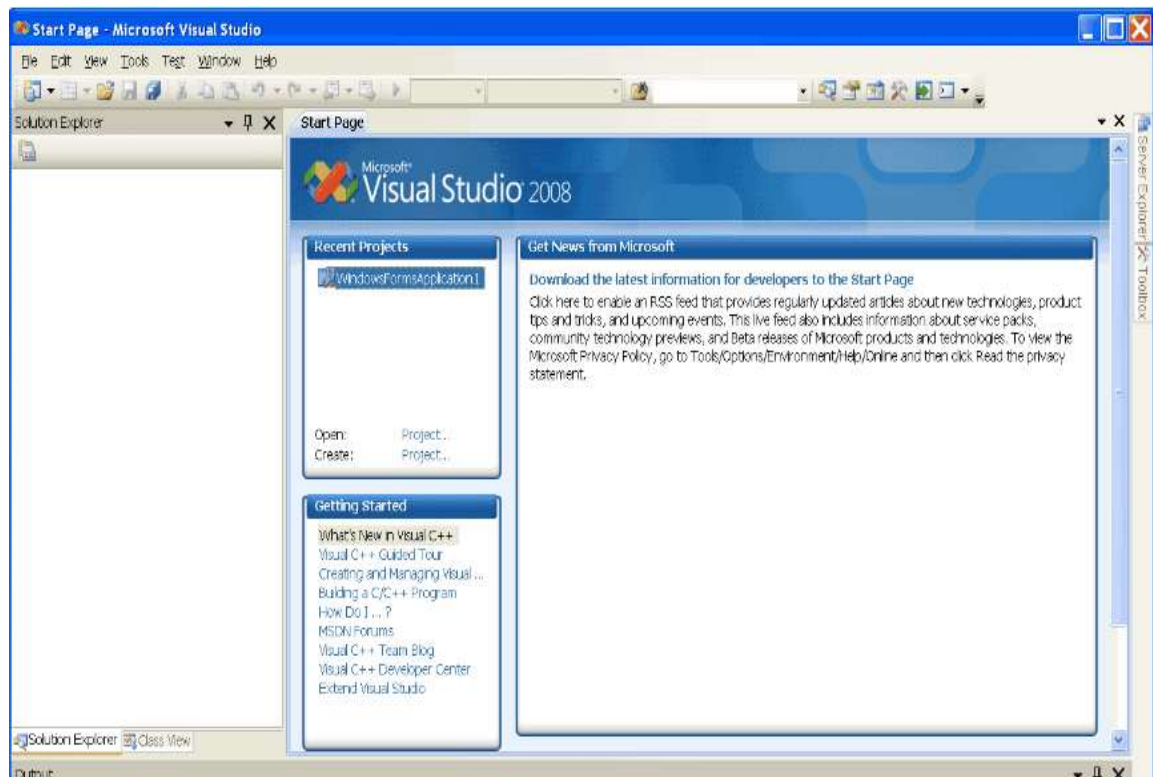 Start Page - Microsoft Visual Studio
File Edit View Tools Test Window Help
Solution Explorer
Start Page
Microsoft®
Visual Studio 2008
Recent Projects
WindowsFormsApplication1
Open: Project...
Create: Project...
Getting Started
What's New in Visual C++
Visual C++ Guided Tour
Creating and Managing Visual ...
Building a C/C++ Program
How Do I ... ?
MSDN Forums
Visual C++ Team Blog
Visual C++ Developer Center
Extend Visual Studio
Get News from Microsoft
Download the latest information for developers to the Start Page
Click here to enable an RSS feed that provides regularly updated articles about new technologies, product
tips and tricks, and upcoming events. This live feed also includes information about service packs,
community technology previews, and Beta releases of Microsoft products and technologies. To view the
Microsoft Privacy Policy, go to Tools/Options/Environment/Help/Online and then click Read the privacy
statement.
Server Explorer
Toolbox
Solution Explorer
Class View
Output